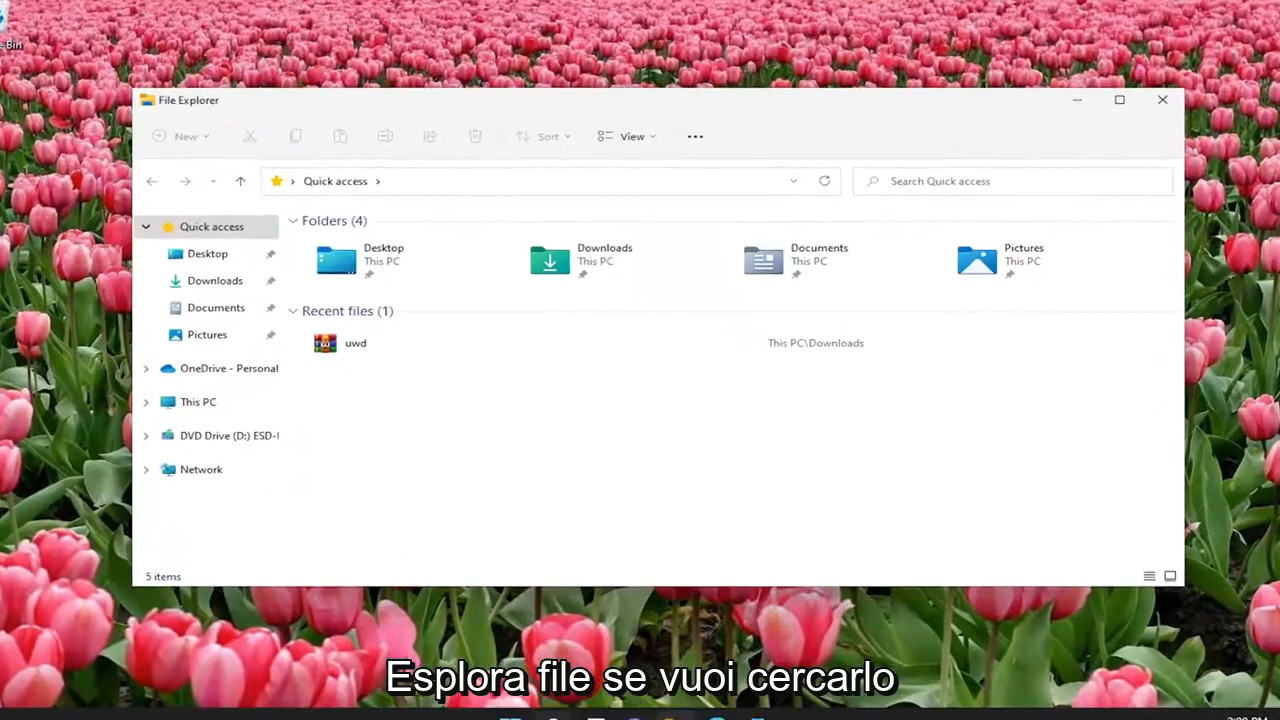 e Bin
File Explorer
New
Sort
View
Quick access
Search Quick access
Quick access
Desktop
Downloads
Documents
Pictures
OneDrive - Personal
This PC
DVD Drive (D:) ESD-I
Network
Folders (4)
Desktop
This PC
Downloads
This PC
Documents
This PC
Pictures
This PC
Recent files (1)
uwd
This PC\Downloads
5 items
Esplora file se vuoi cercarlo